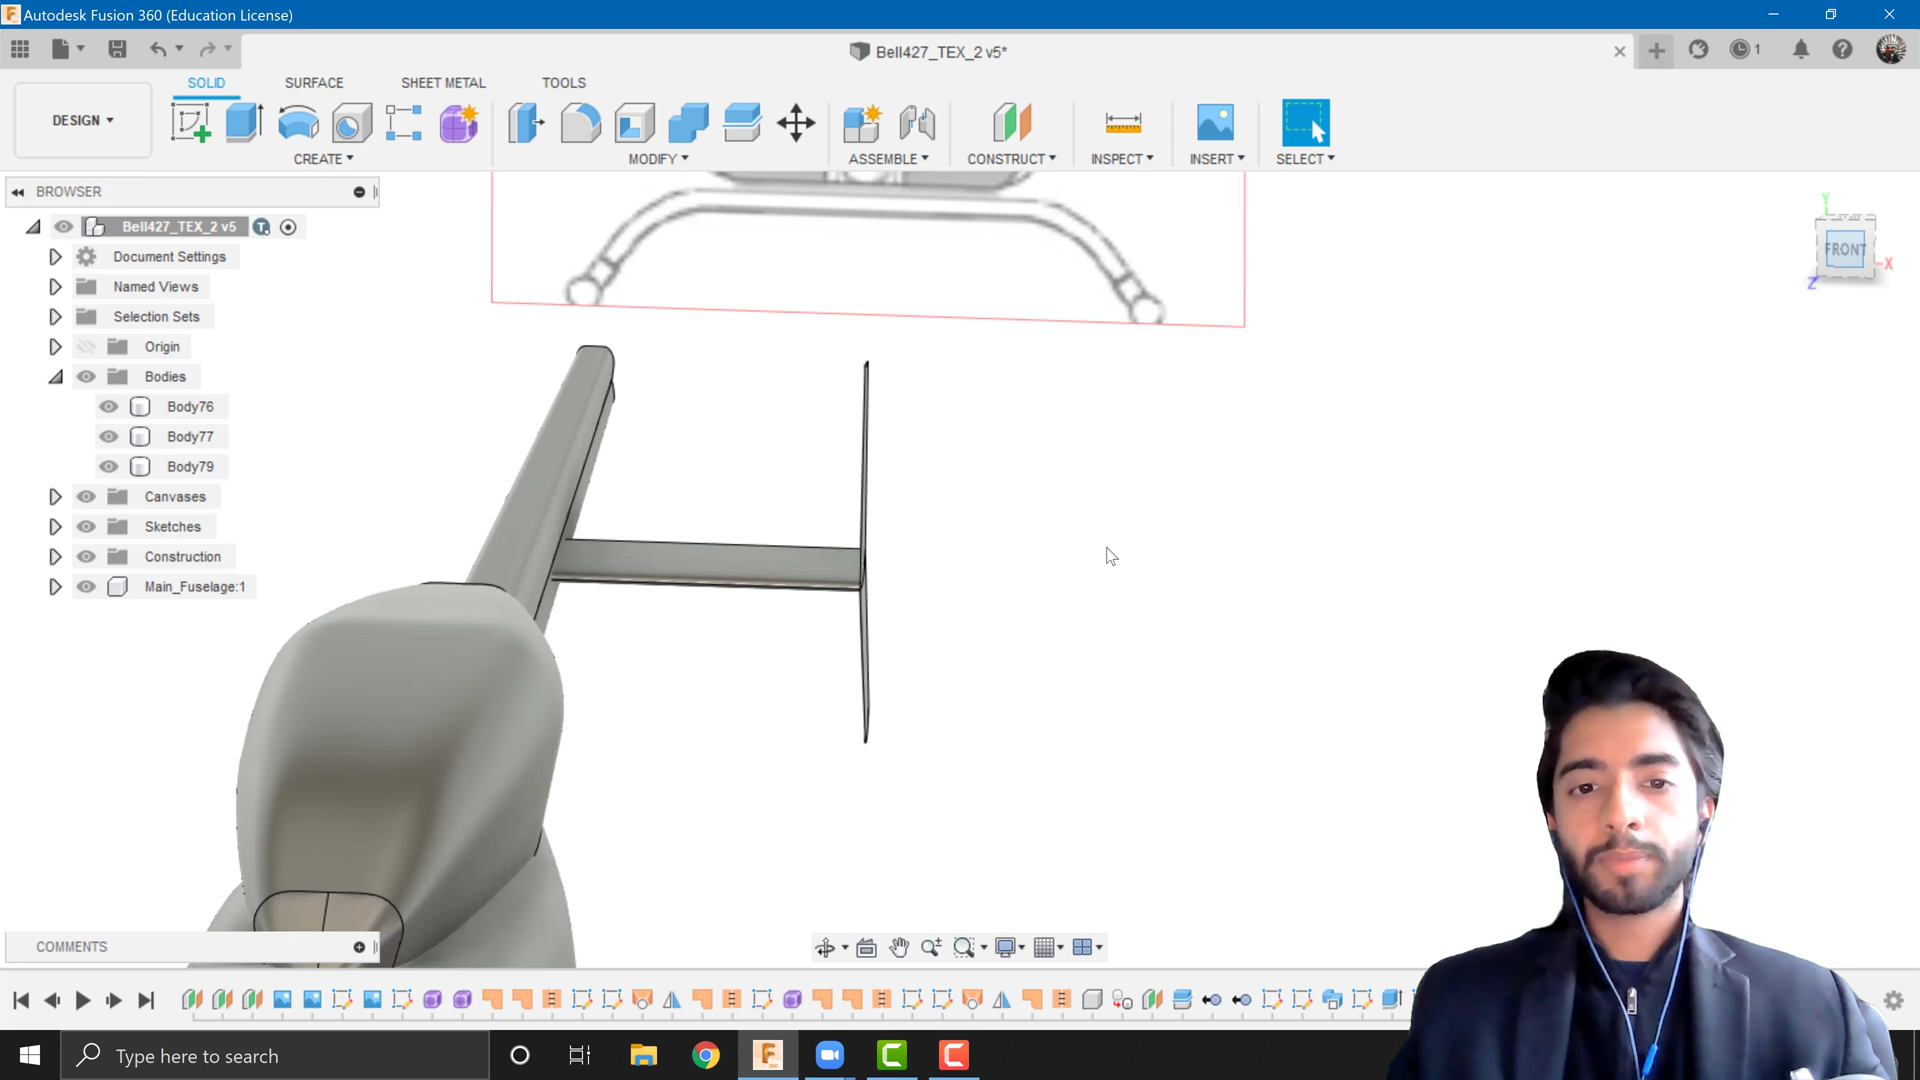 Autodesk Fusion 360 (Education License)
Bell427_TEX_2 v5*
1
SOLID
SURFACE
SHEET METAL
TOOLS
DESIGN
CREATE
MODIFY
ASSEMBLE
CONSTRUCT
INSPECT
INSERT
SELECT
BROWSER
Bell427_TEX_2 v5
Document Settings
Named Views
Selection Sets
Origin
Bodies
Body76
Body77
Body79
Canvases
Sketches
Construction
Main_Fuselage:1
Y
FRONT
X
Z
COMMENTS
Type here to search